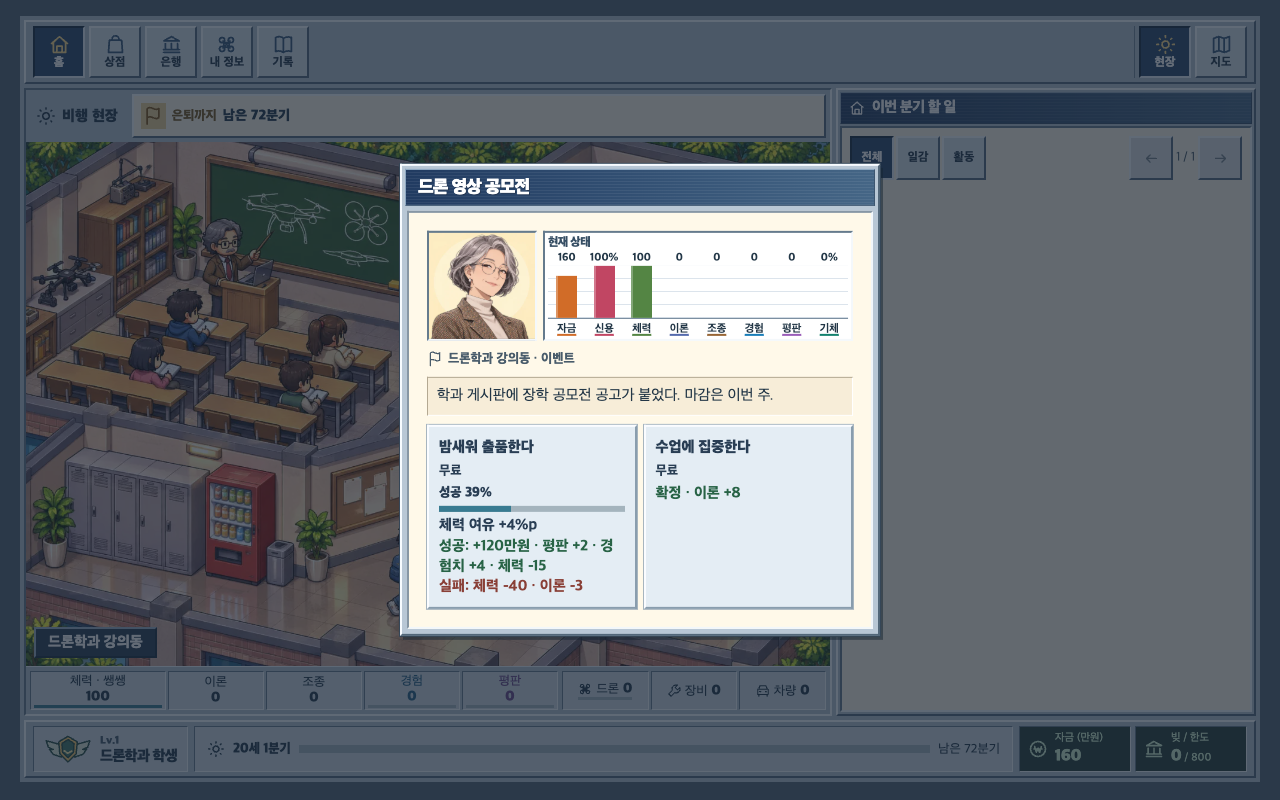 홈
상점
은행
내 정보
기록
현장
지도
비행 현장
은퇴까지 남은 72분기
이번 분기 할 일
전체
일감
활동
← 1 / 1 →
드론 영상 공모전
현재 상태
160 100% 100 0 0 0 0 0%
자금 신용 체력 이론 조종 경험 평판 기체
드론학과 강의동 · 이벤트
학과 게시판에 장학 공모전 공고가 붙었다. 마감은 이번 주.
밤새워 출품한다
무료
성공 39%
체력 여유 +4%p
성공: +120만원 · 평판 +2 · 경
험치 +4 · 체력 -15
실패: 체력 -40 · 이론 -3
수업에 집중한다
무료
확정 · 이론 +8
드론학과 강의동
체력 · 쌩쌩
100
이론
0
조종
0
경험
0
평판
0
드론 0
장비 0
차량 0
Lv.1
드론학과 학생
20세 1분기
남은 72분기
자금 (만원)
160
빚 / 한도
0 / 800